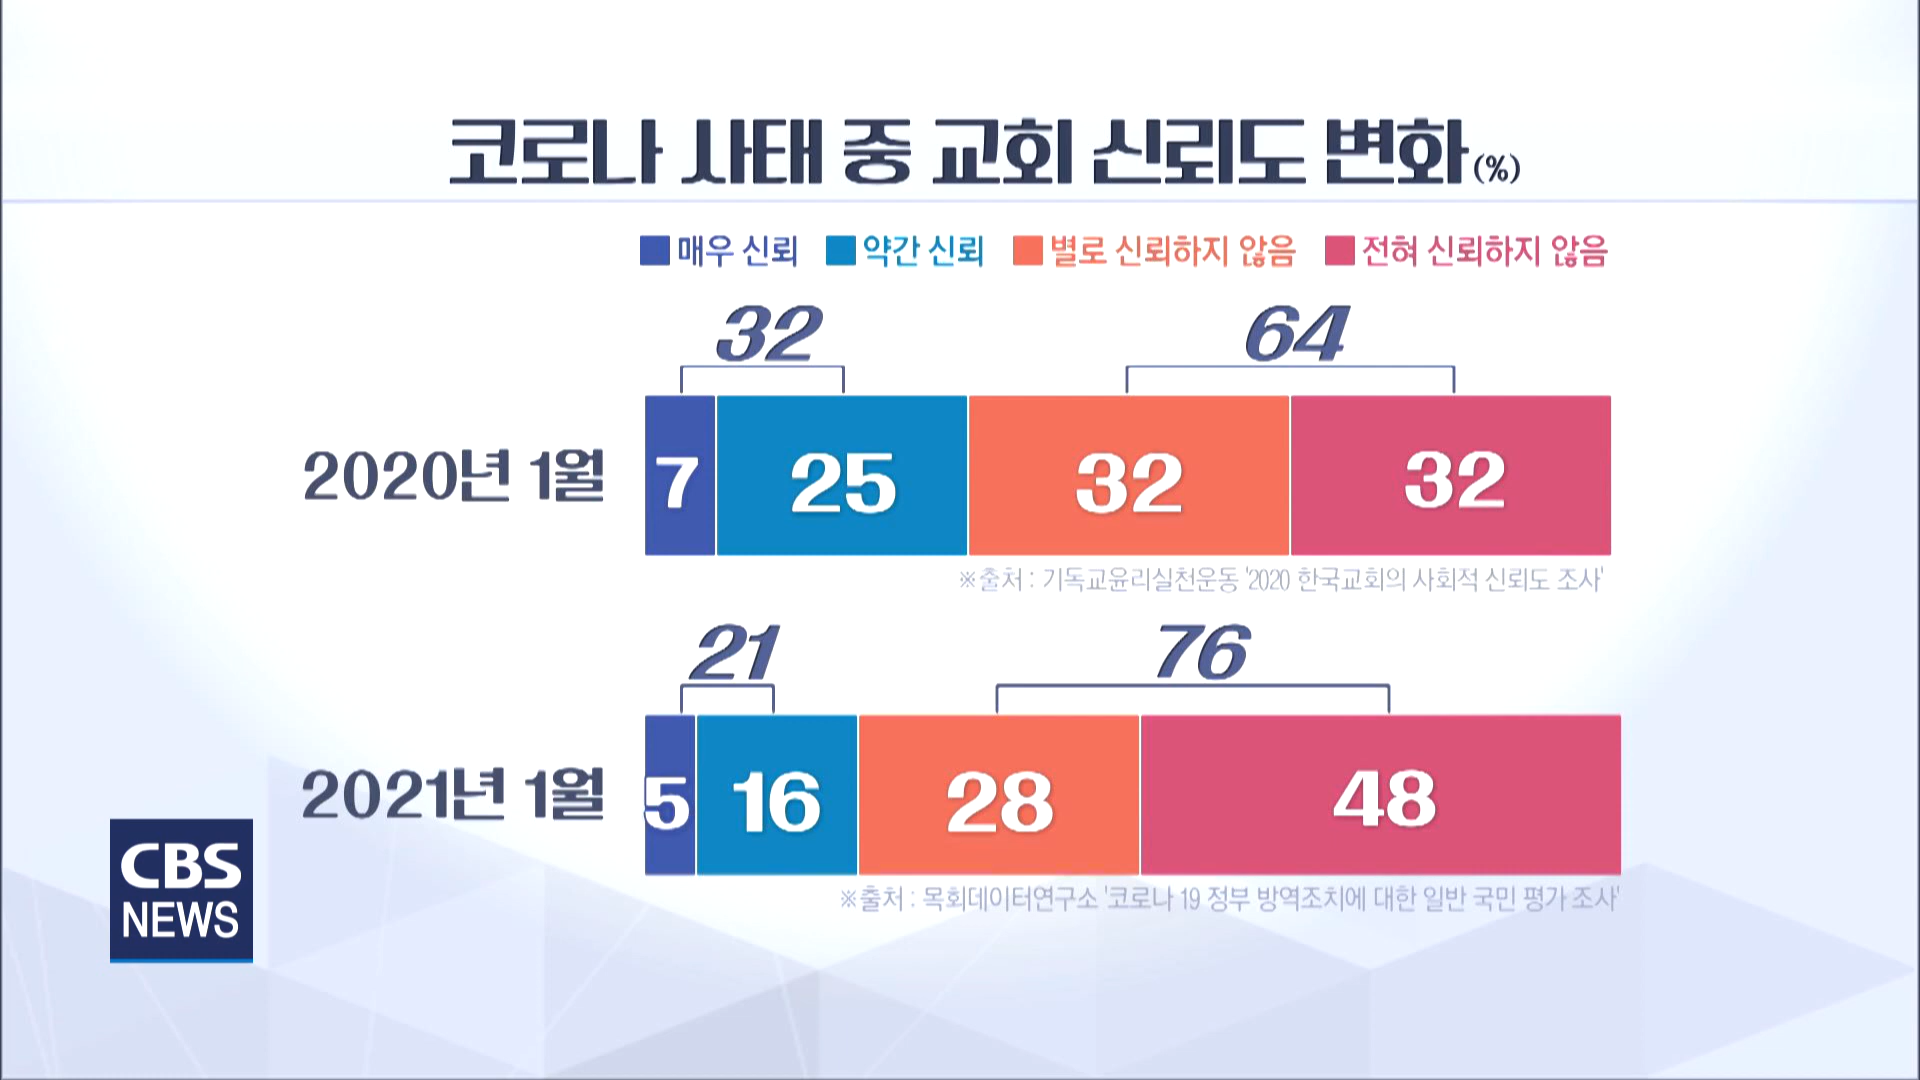 코로나 사태 중 교회 신뢰도 변화(%)
매우 신뢰 약간 신뢰 별로 신뢰하지 않음 전혀 신뢰하지 않음
32 64
2020년 1월 7 25 32 32
※출처 : 기독교윤리실천운동 '2020 한국교회의 사회적 신뢰도 조사'
21 76
2021년 1월 5 16 28 48
※출처 : 목회데이터연구소 '코로나 19 정부 방역조치에 대한 일반 국민 평가 조사'
CBS
NEWS